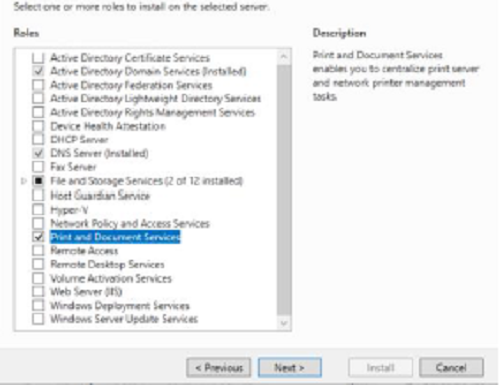 Select one or more roles to install on the selected server.
Roles
Description
Active Directory Certificate Services
Active Directory Domain Services (Installed)
Active Directory Federation Services
Active Directory Lightweight Directory Services
Active Directory Rights Management Services
Device Health Attestation
DHCP Server
DNS Server (Installed)
Fax Server
File and Storage Services (2 of 12 installed)
Host Guardian Service
Hyper-V
Network Policy and Access Services
Print and Document Services
Remote Access
Remote Desktop Services
Volume Activation Services
Web Server (IIS)
Windows Deployment Services
Windows Server Update Services
Print and Document Services
enables you to centralize print server
and network printer management
tasks.
< Previous
Next >
Install
Cancel